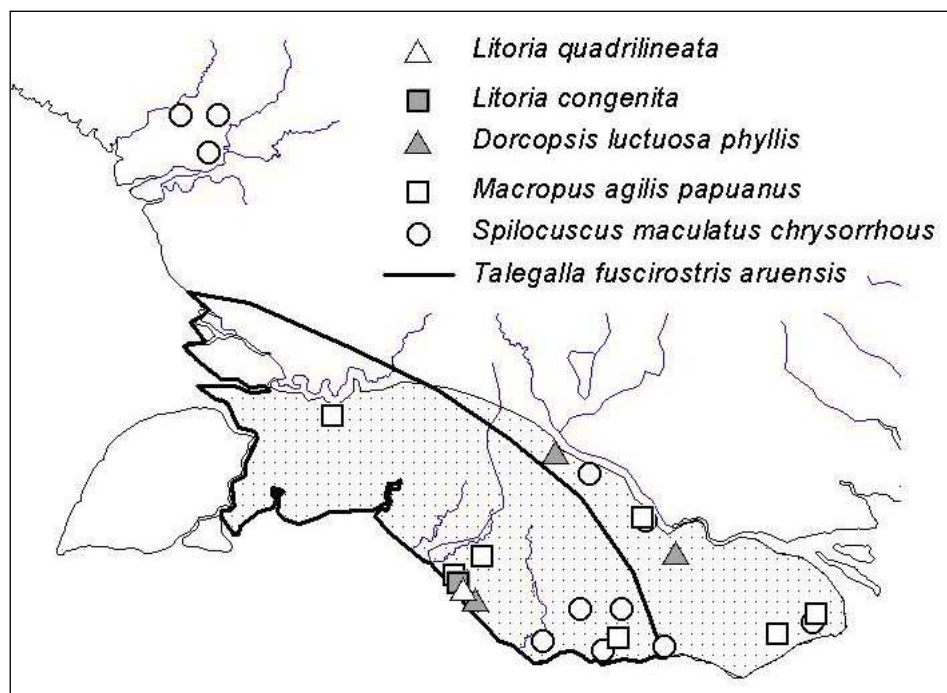 Litoria quadrilineata
Litoria congenita
Dorcopsis luctuosa phyllis
Macropus agilis papuanus
Spilocuscus maculatus chrysorrhous
Talegalla fuscirostris aruensis